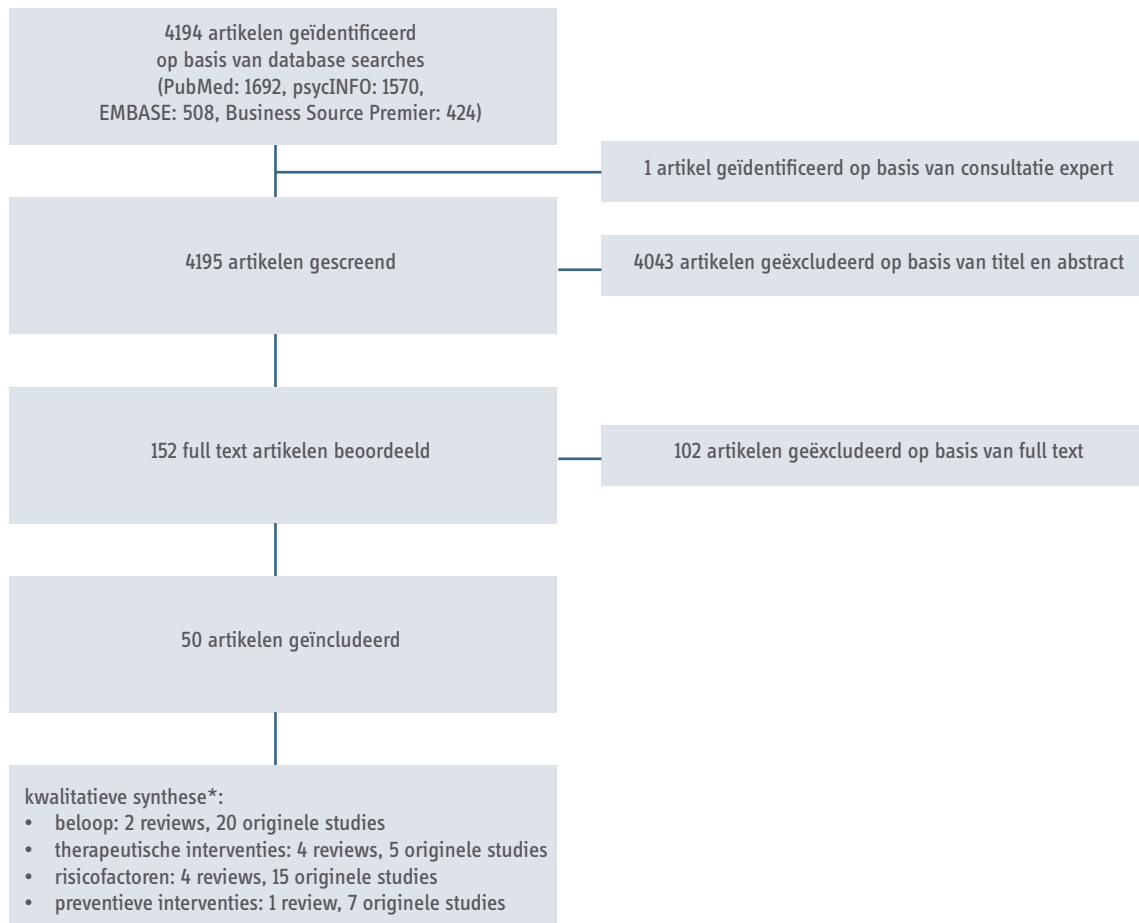 4194 artikelen geïdentificeerd
op basis van database searches
(PubMed: 1692, psycINFO: 1570,
EMBASE: 508, Business Source Premier: 424)
1 artikel geïdentificeerd op basis van consultatie expert
4195 artikelen gescreend
4043 artikelen geëxcludeerd op basis van titel en abstract
152 full text artikelen beoordeeld
102 artikelen geëxcludeerd op basis van full text
50 artikelen geïncludeerd
kwalitatieve synthese*:
• beloop: 2 reviews, 20 originele studies
• therapeutische interventies: 4 reviews, 5 originele studies
• risicofactoren: 4 reviews, 15 originele studies
• preventieve interventies: 1 review, 7 originele studies